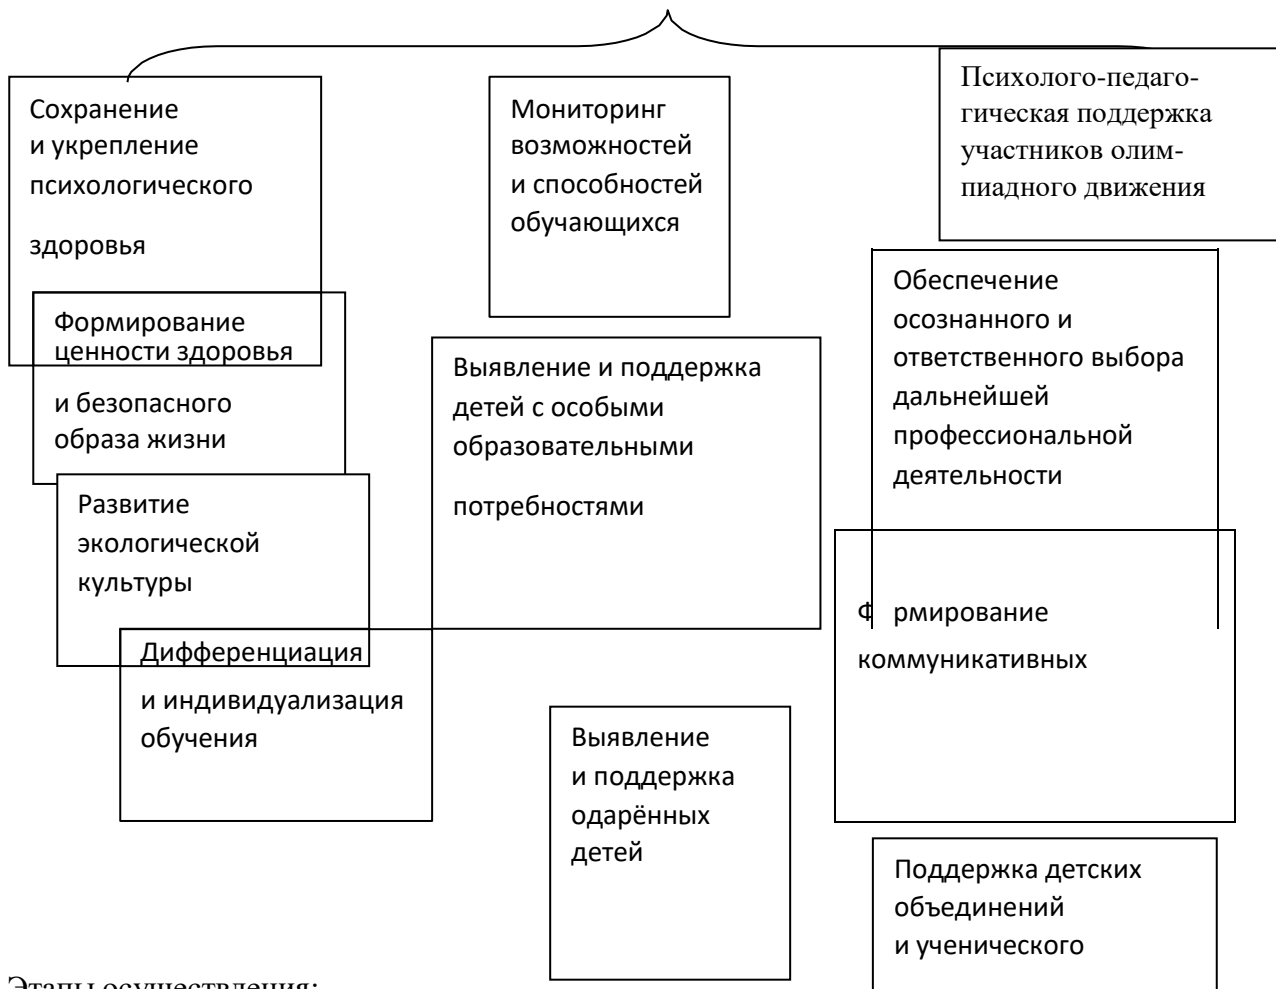 Сохранение
и укрепление
психологического
здоровья
Формирование
ценности здоровья
и безопасного
образа жизни
Развитие
экологической
культуры
Дифференциация
и индивидуализация
обучения
Мониторинг
возможностей
и способностей
обучающихся
Выявление и поддержка
детей с особыми
образовательными
потребностями
Выявление
и поддержка
одарённых
детей
Психолого-педаго-
гическая поддержка
участников олим-
пиадного движения
Обеспечение
осознанного и
ответственного выбора
дальнейшей
профессиональной
деятельности
Ф рмирование
коммуникативных
Поддержка детских
объединений
и ученического
Этапы осуществления: